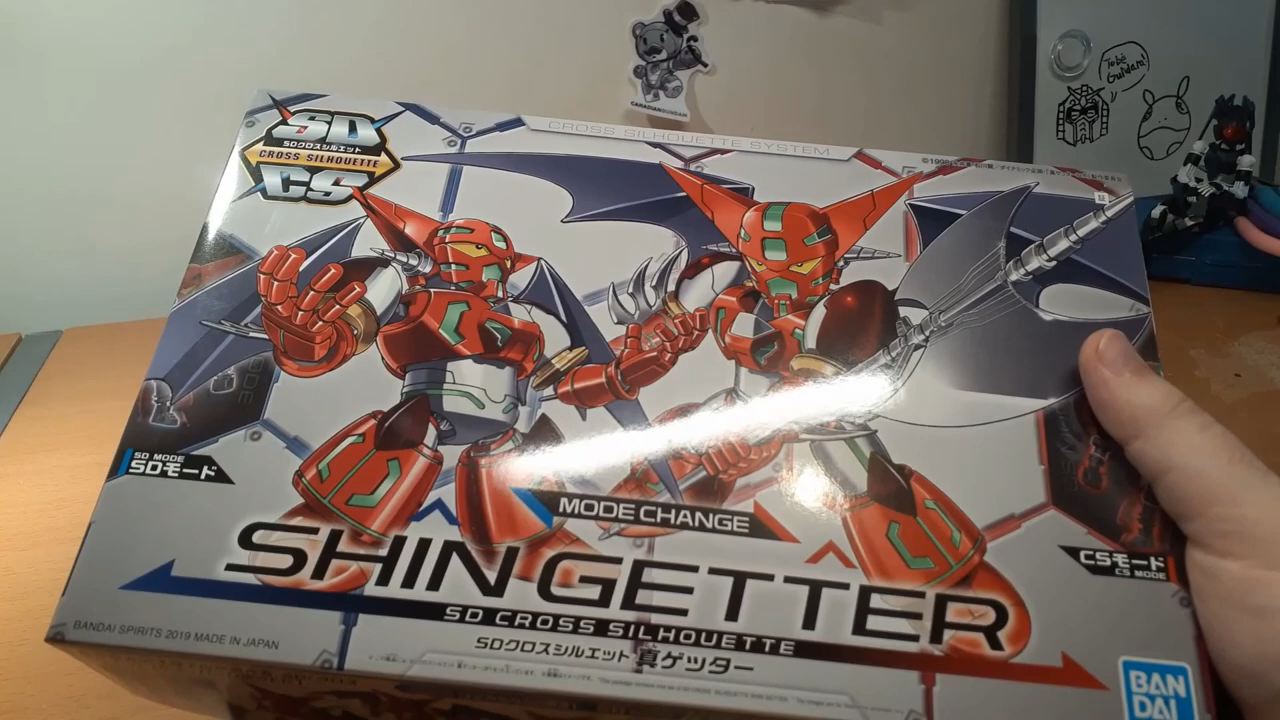 CANADIANGUNDAM
Tobé
Gundam!
CROSS SILHOUETTE SYSTEM
SD
SDクロスシルエット
CROSS SILHOUETTE
CS
SD MODE
SDモード
MODE CHANGE
CSモード
CS MODE
SHIN GETTER
SD CROSS SILHOUETTE
SDクロスシルエット 真ゲッター
BANDAI SPIRITS 2019 MADE IN JAPAN
BAN
DAI